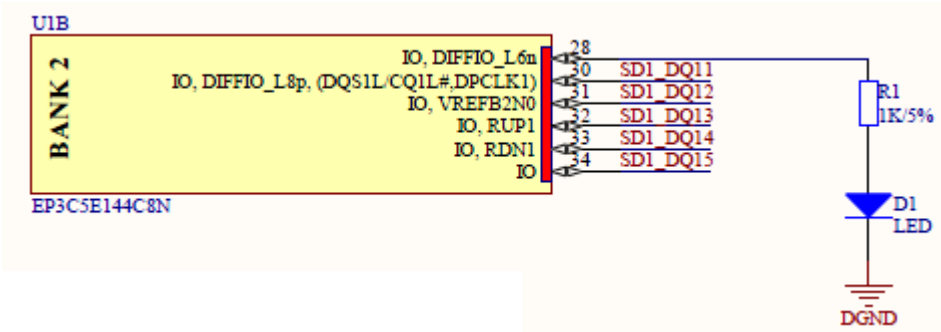 U1B
BANK 2
IO, DIFFIO_L6n 28
IO, DIFFIO_L8p, (DQS1L/CQ1L#,DPCLK1) 30 SD1_DQ11
IO, VREFB2N0 31 SD1_DQ12
IO, RUP1 32 SD1_DQ13
IO, RDN1 33 SD1_DQ14
IO 34 SD1_DQ15
EP3C5E144C8N
R1
1K/5%
D1
LED
DGND